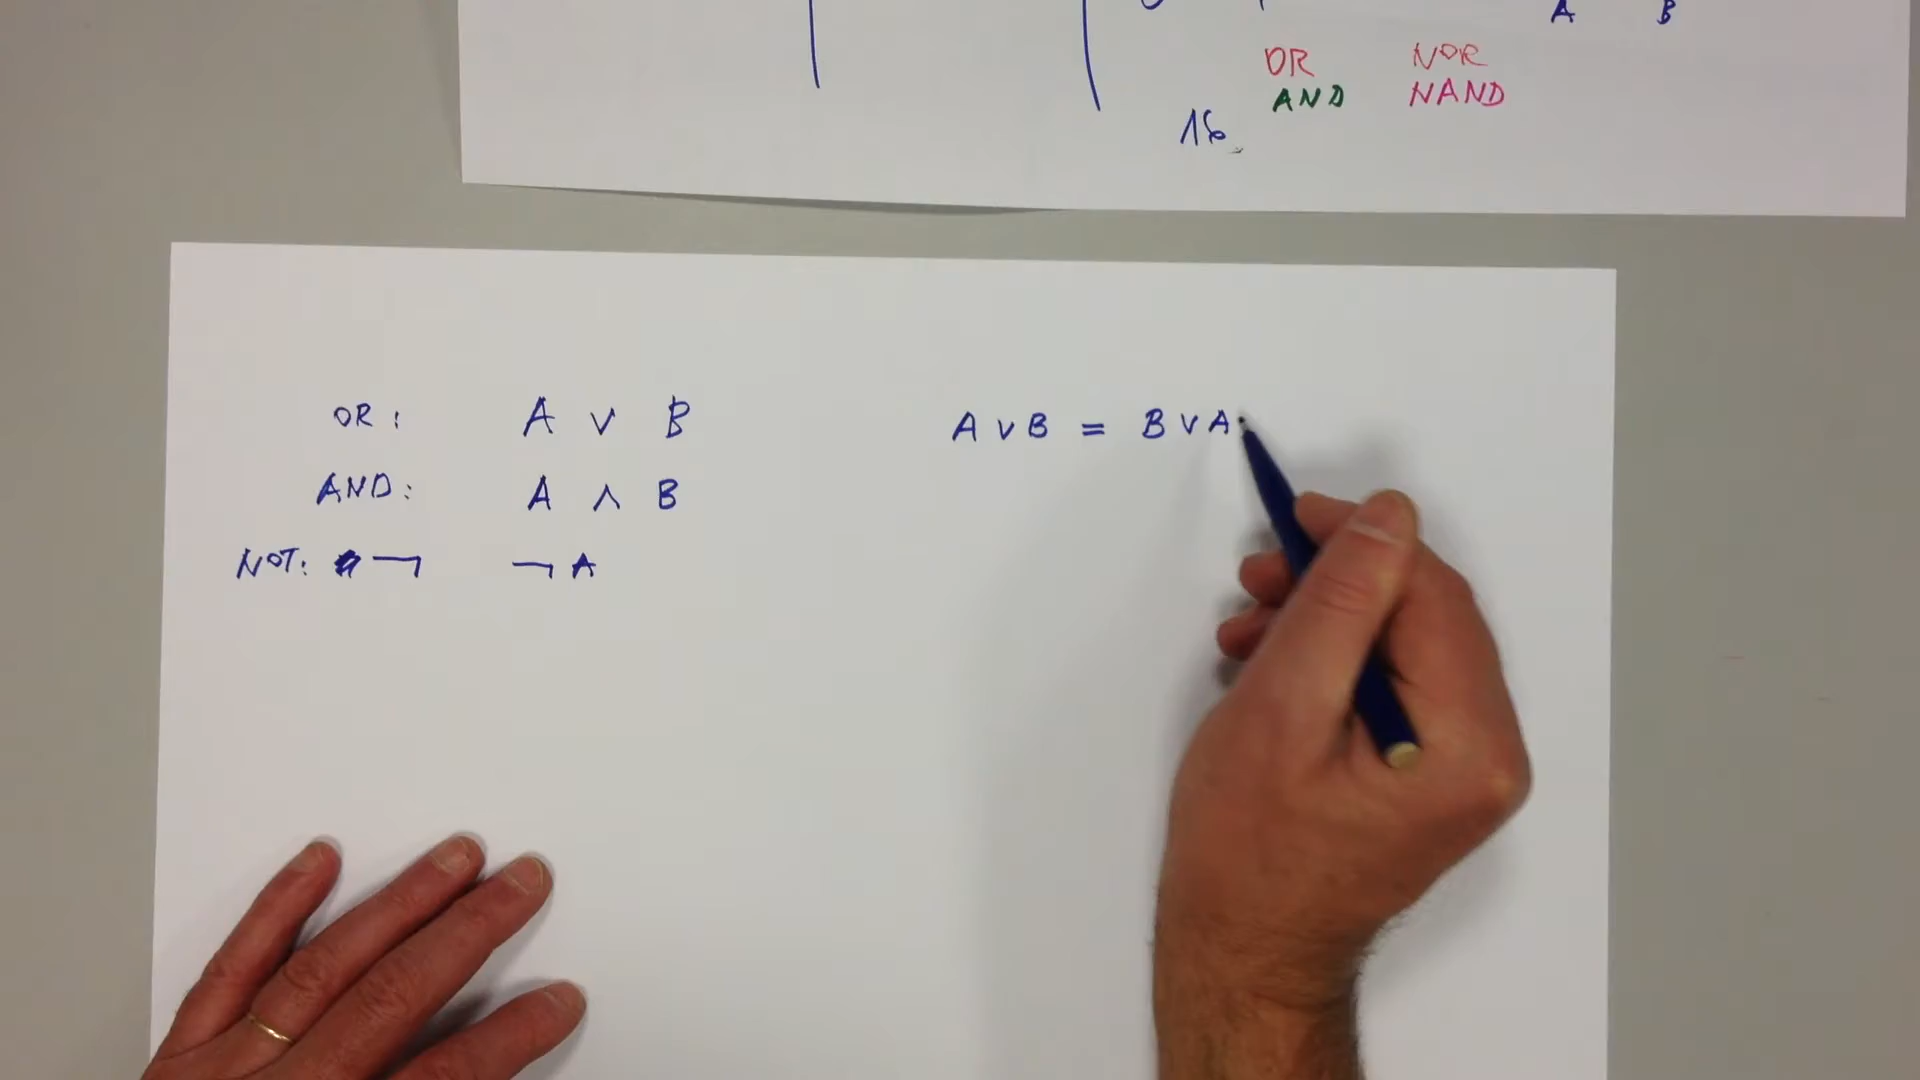 A B
OR NOR
AND NAND
16
OR: A ∨ B
AND: A ∧ B
NOT: ¬ ¬ A
A ∨ B = B ∨ A